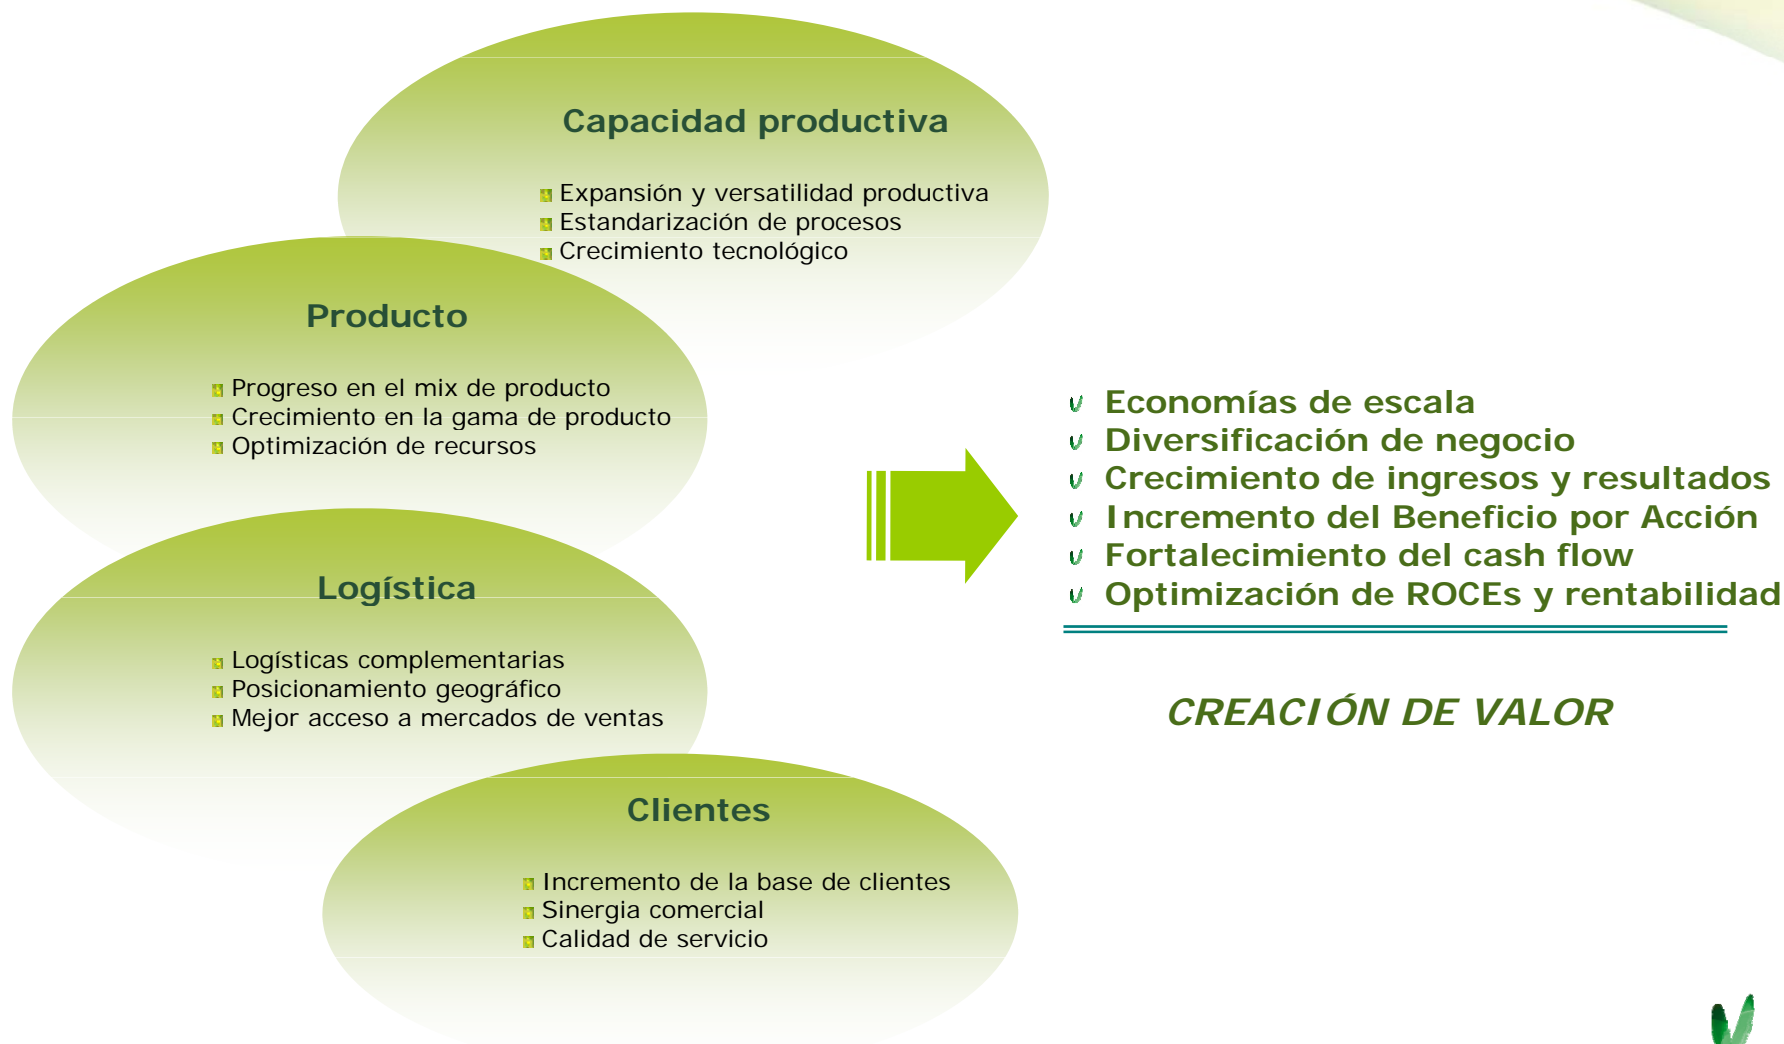 Capacidad productiva
Expansión y versatilidad productiva
Estandarización de procesos
Crecimiento tecnológico
Producto
Progreso en el mix de producto
Crecimiento en la gama de producto
Optimización de recursos
Logística
Logísticas complementarias
Posicionamiento geográfico
Mejor acceso a mercados de ventas
Clientes
Incremento de la base de clientes
Sinergia comercial
Calidad de servicio
Economías de escala
Diversificación de negocio
Crecimiento de ingresos y resultados
Incremento del Beneficio por Acción
Fortalecimiento del cash flow
Optimización de ROCEs y rentabilidad
CREACIÓN DE VALOR